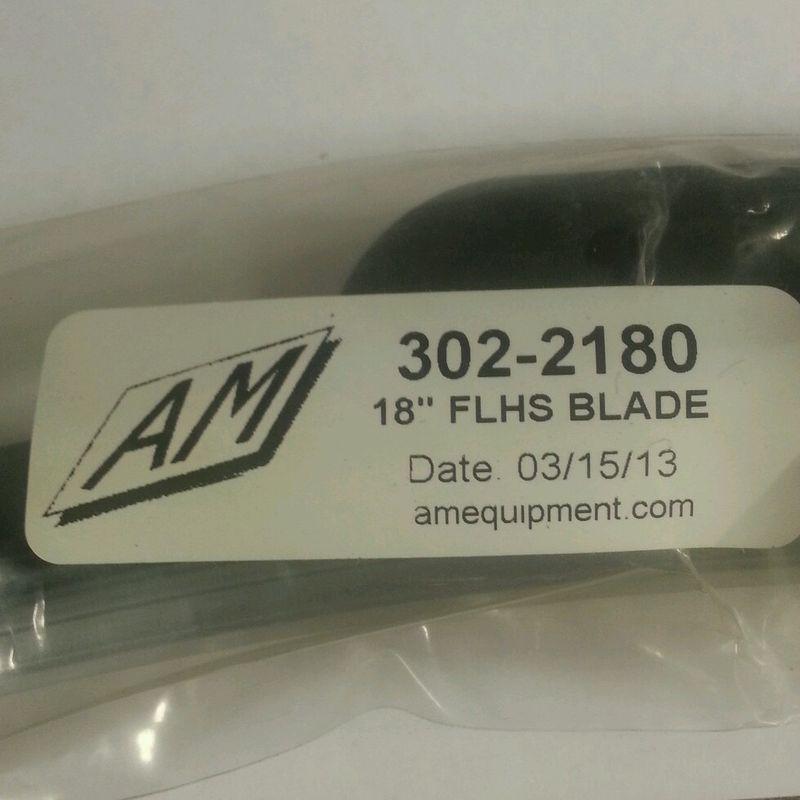 AM
302-2180
18" FLHS BLADE
Date. 03/15/13
amequipment.com